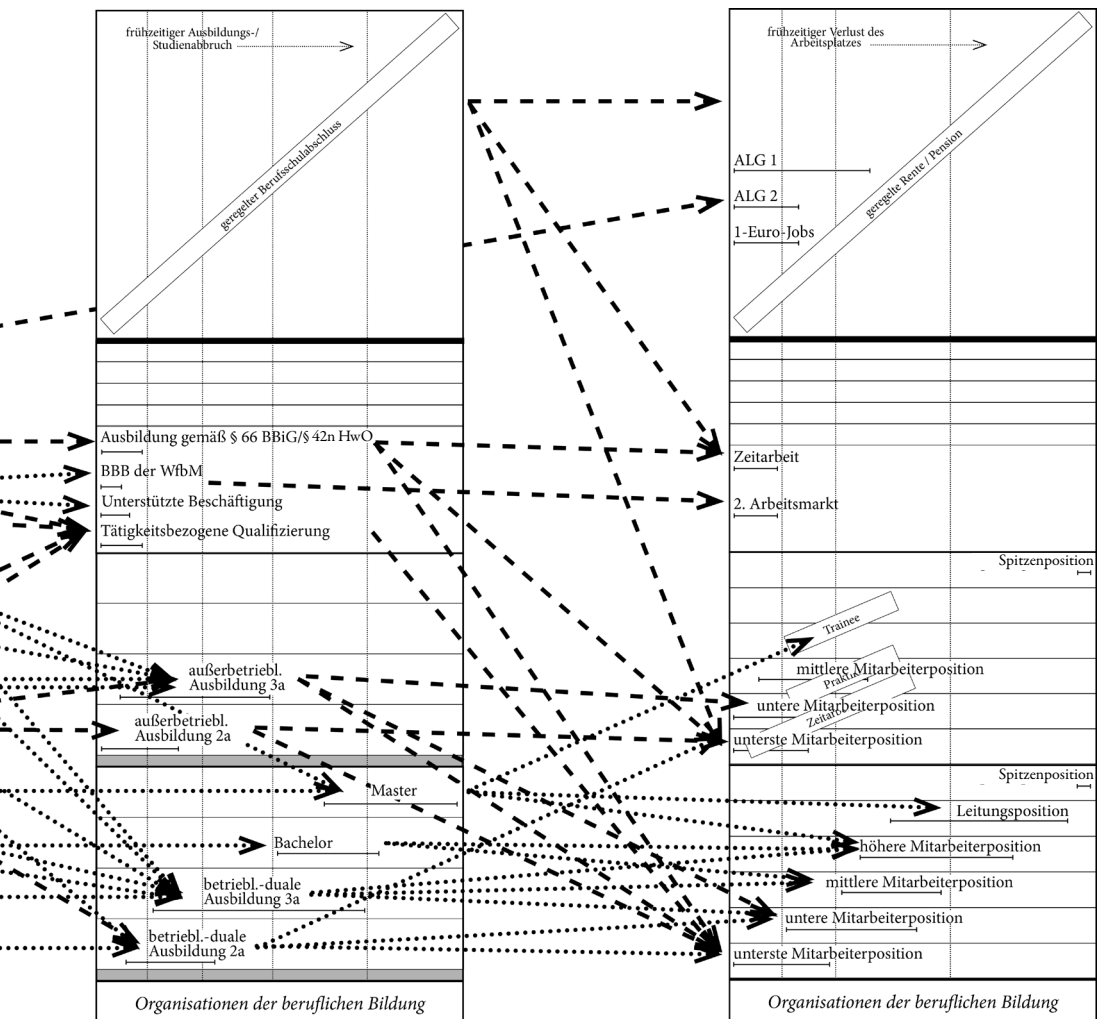 frühzeitiger Ausbildungs-/
Studienabbruch
geregelter Berufsschulabschluss
Ausbildung gemäß § 66 BBiG/§ 42n HwO
BBB der WfbM
Unterstützte Beschäftigung
Tätigkeitsbezogene Qualifizierung
außerbetriebl.
Ausbildung 3a
außerbetriebl.
Ausbildung 2a
Master
Bachelor
betriebl.-duale
Ausbildung 3a
betriebl.-duale
Ausbildung 2a
Organisationen der beruflichen Bildung
frühzeitiger Verlust des
Arbeitsplatzes
geregelte Rente / Pension
ALG 1
ALG 2
1-Euro-Jobs
Zeitarbeit
2. Arbeitsmarkt
Spitzenposition
Trainee
mittlere Mitarbeiterposition
untere Mitarbeiterposition
unterste Mitarbeiterposition
Spitzenposition
Leitungsposition
höhere Mitarbeiterposition
mittlere Mitarbeiterposition
untere Mitarbeiterposition
unterste Mitarbeiterposition
Organisationen der beruflichen Bildung